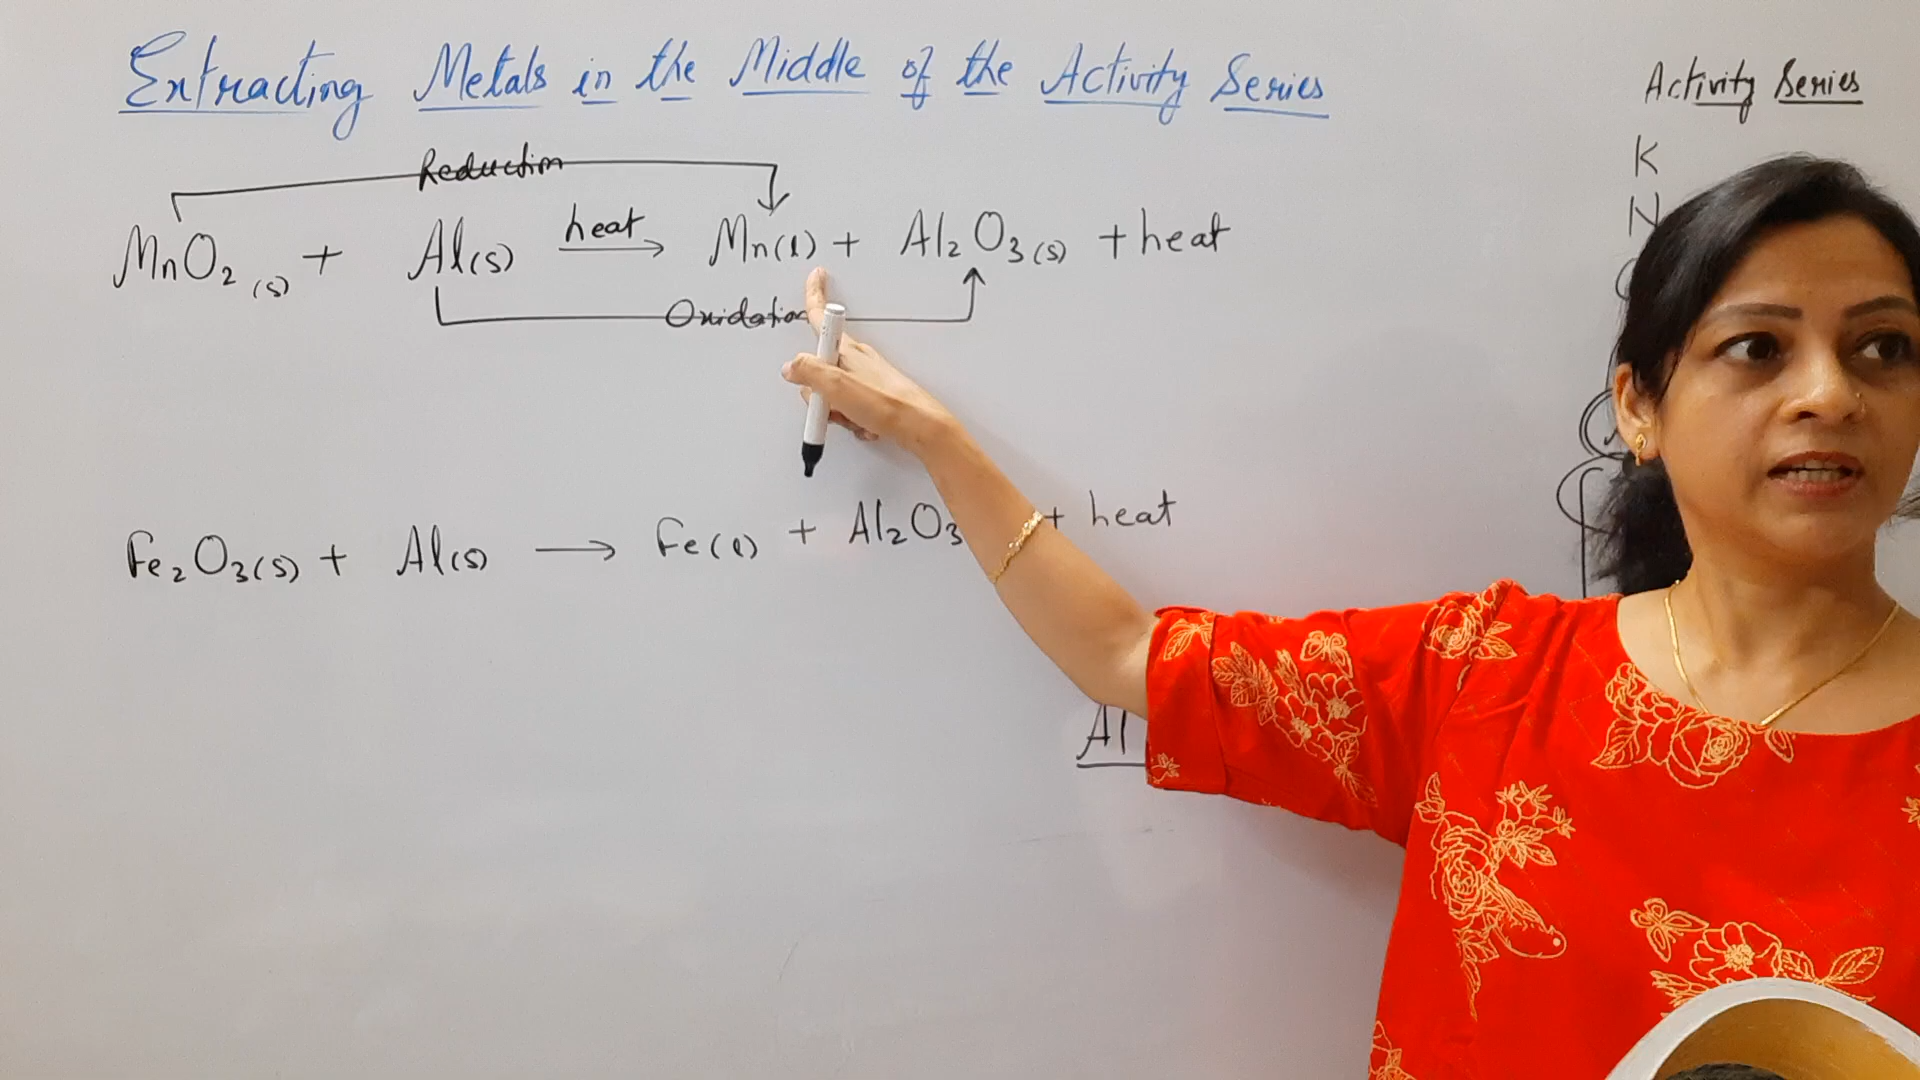 Extracting Metals in the Middle of the Activity Series
Reduction
MnO₂(s) + Al(s) heat → Mn(l) + Al₂O₃(s) + heat
Oxidation
Fe₂O₃(s) + Al(s) → Fe(l) + Al₂O₃ + heat
Al
Activity Series
K
N